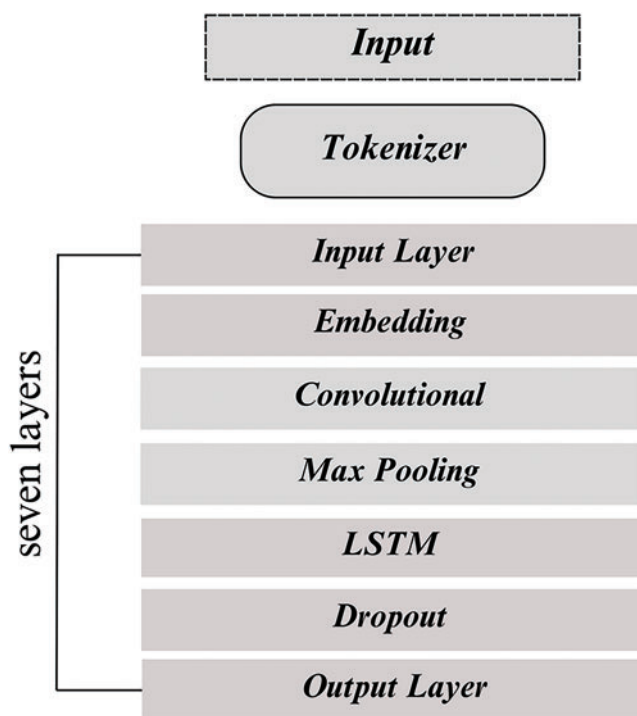 Input
Tokenizer
Input Layer
Embedding
Convolutional
Max Pooling
LSTM
Dropout
Output Layer
seven layers